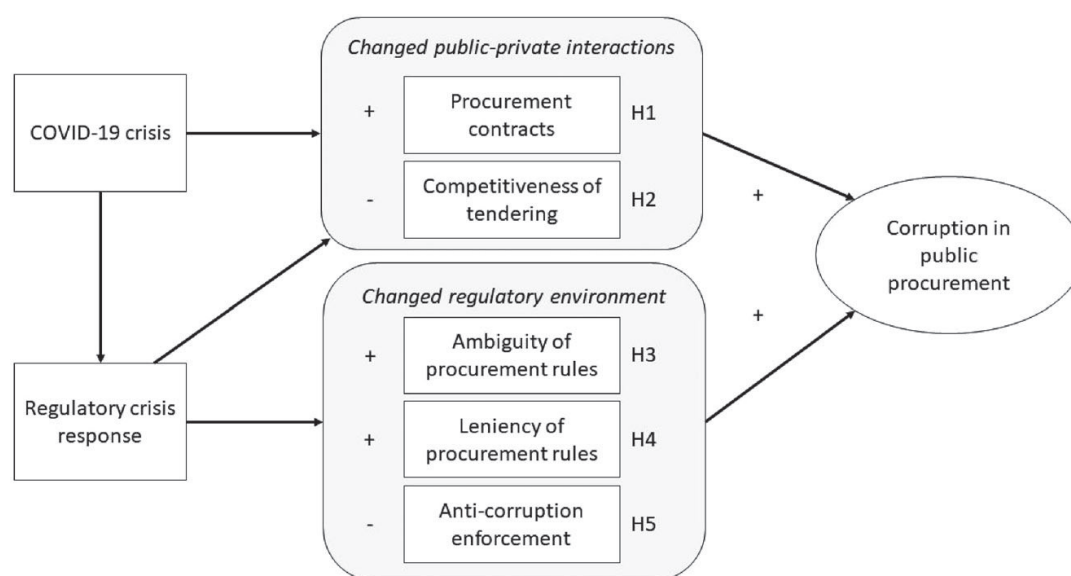 Changed public-private interactions
COVID-19 crisis
+
Procurement
contracts
H1
-
Competitiveness of
tendering
H2
+
Corruption in
public
procurement
Changed regulatory environment
+
+
Ambiguity of
procurement rules
H3
Regulatory crisis
response
+
Leniency of
procurement rules
H4
-
Anti-corruption
enforcement
H5